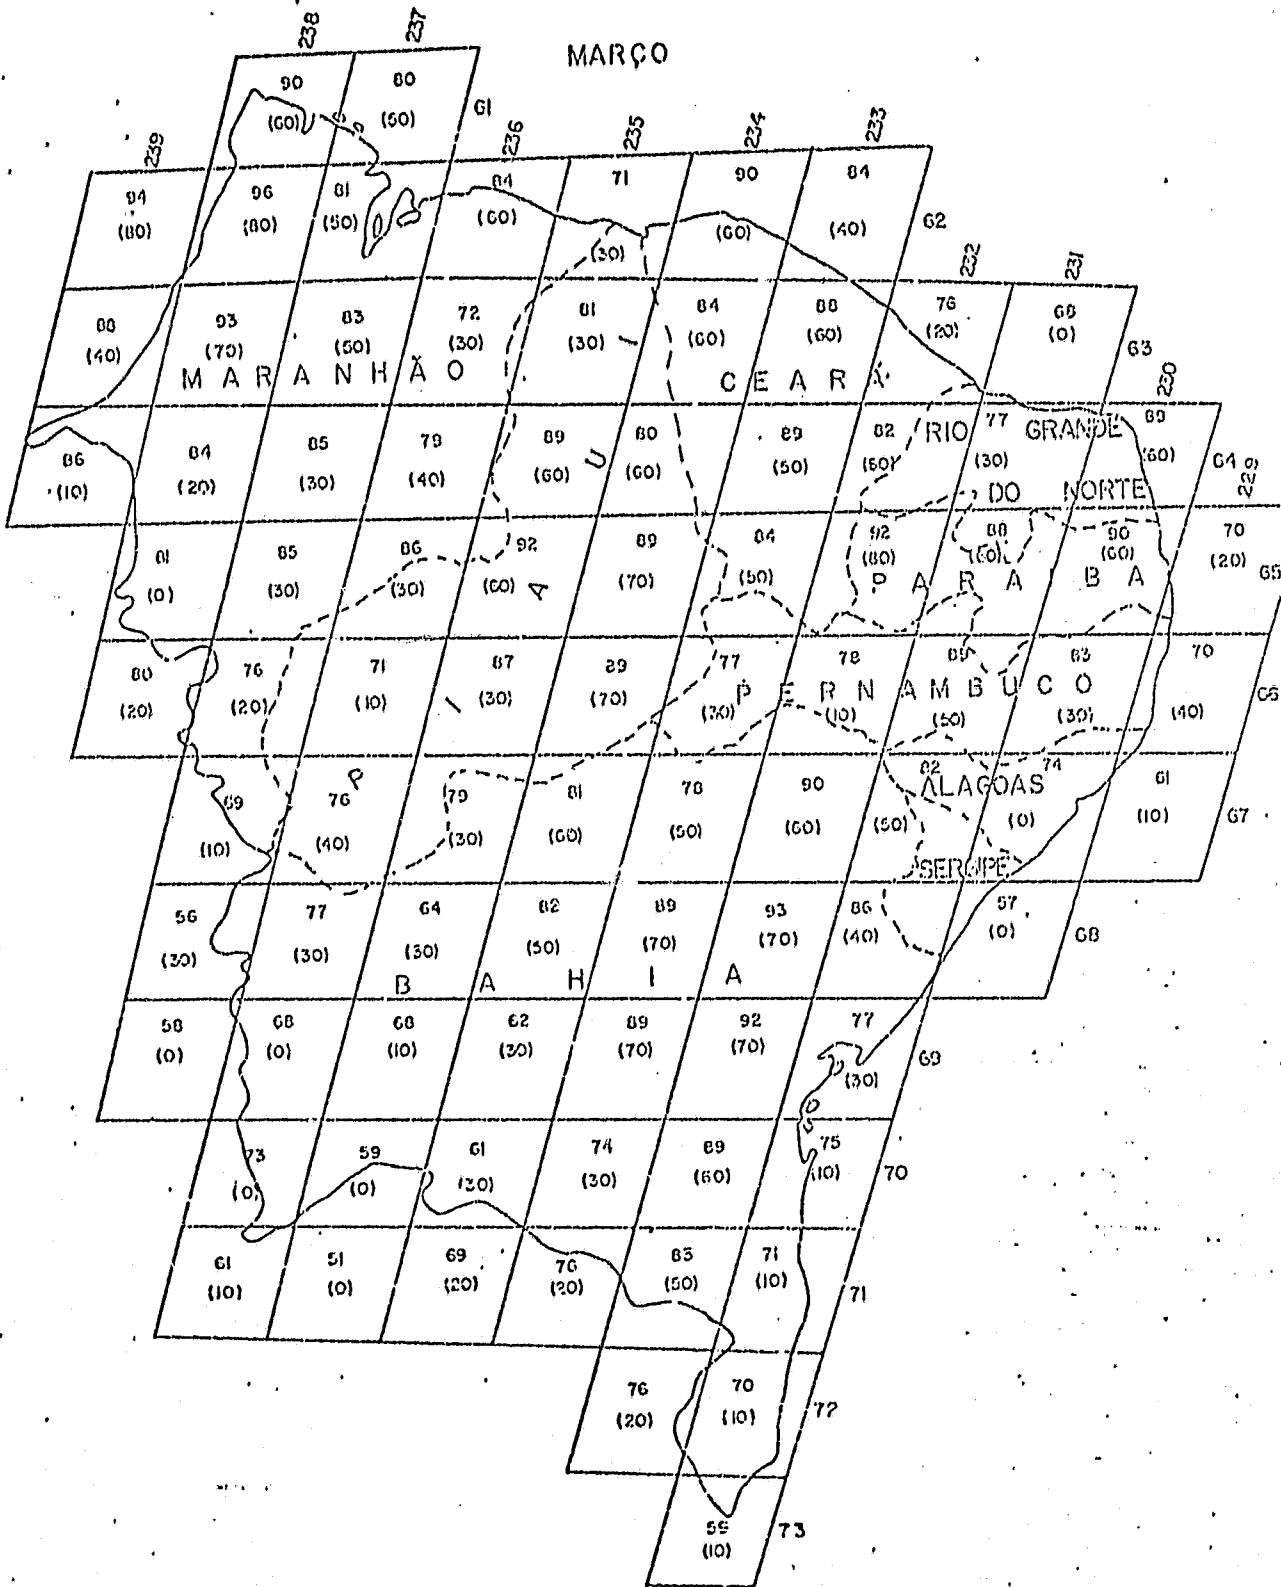 238 237
MARÇO
90 80
(60) (50) 61
239 236 235 234 233
94 96 81 84 71 90 84
(80) (80) (50) (60) (30) (60) (40) 62
232 231
88 93 83 72 81 84 88 76 68
(40) (70) (50) (30) (30) (60) (60) (20) (0) 63
MARANHÃO CEARÁ
230
86 84 85 79 89 80 89 82 77 89
RIO GRANDE
(10) (20) (30) (40) (60) (60) (50) (60) (30) (60) 64
DO NORTE
229
81 85 86 92 89 84 92 88 90 70
(0) (30) (30) (60) (70) (50) (80) (60) (60) (20) 65
PARA BA
PIAUI
80 76 71 87 89 77 78 85 83 70
PERNAMBUCO
(20) (20) (10) (30) (70) (30) (10) (50) (30) (40) 66
69 76 79 81 78 90 82 74 61
ALAGOAS
(10) (40) (30) (60) (50) (60) (50) (0) (10) 67
SERGIPE
56 77 64 82 89 93 86 57
(30) (30) (30) (50) (70) (70) (40) (0) 68
BAHIA
58 68 68 62 89 92 77
(0) (0) (10) (30) (70) (70) (30) 69
73 59 61 74 89 75
(0) (0) (30) (30) (60) (10) 70
61 51 69 76 83 71
(10) (0) (20) (20) (50) (10) 71
76 70
(20) (10) 72
59
(10) 73